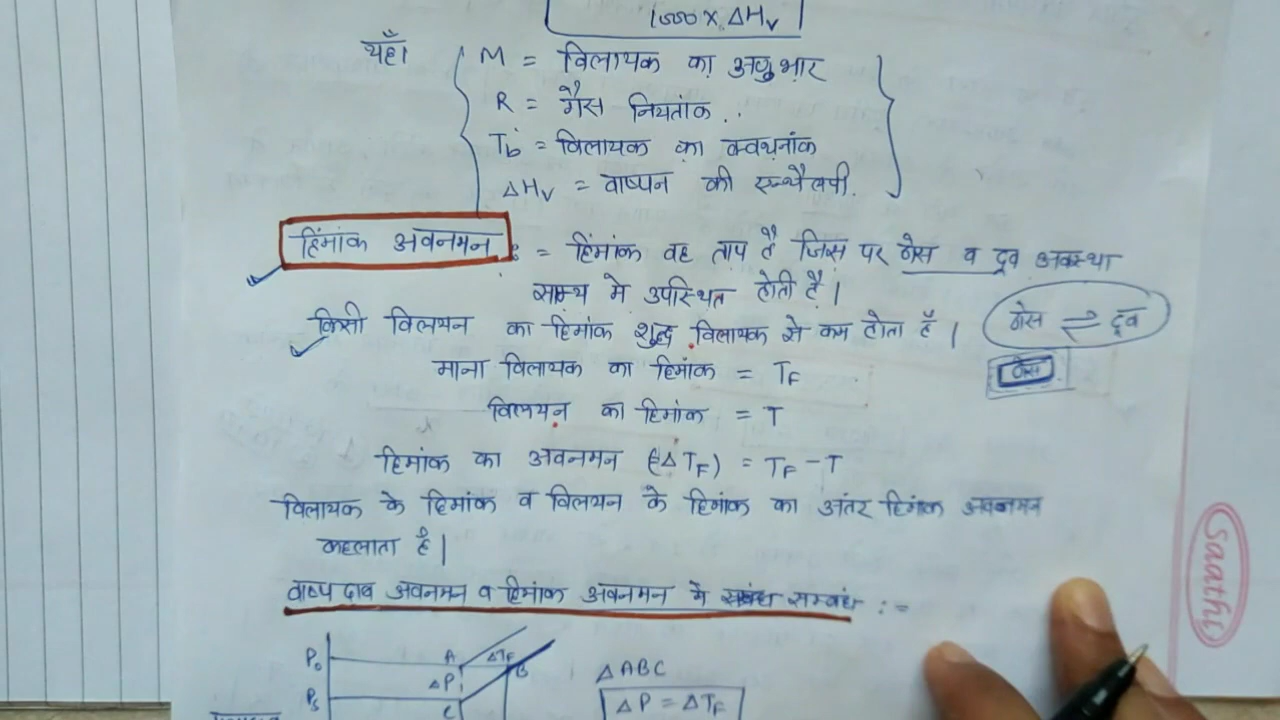 1000 × ΔHv
यहाँ
M = विलायक का अणुभार
R = गैस नियतांक ..
Tb = विलायक का क्वथनांक
ΔHv = वाष्पन की एन्थैलपी.
हिंमांक अवनमन : = हिंमांक वह ताप है जिस पर ठोस व द्रव अवस्था
साम्य मे उपस्थित होती है।
किसी विलयन का हिमांक शुद्ध विलायक से कम होता है।
ठोस ⇌ द्रव
ठोस
माना विलायक का हिमांक = TF
विलयन का हिमांक = T
हिमांक का अवनमन (ΔTF) = TF - T
विलायक के हिमांक व विलयन के हिमांक का अंतर हिमांक अवनमन
कहलाता है।
वाष्प दाब अवनमन व हिमांक अवनमन मे सम्बंध : =
P₀ A ΔTF B
ΔP
Ps C
Δ ABC
ΔP = ΔTF
Saathi